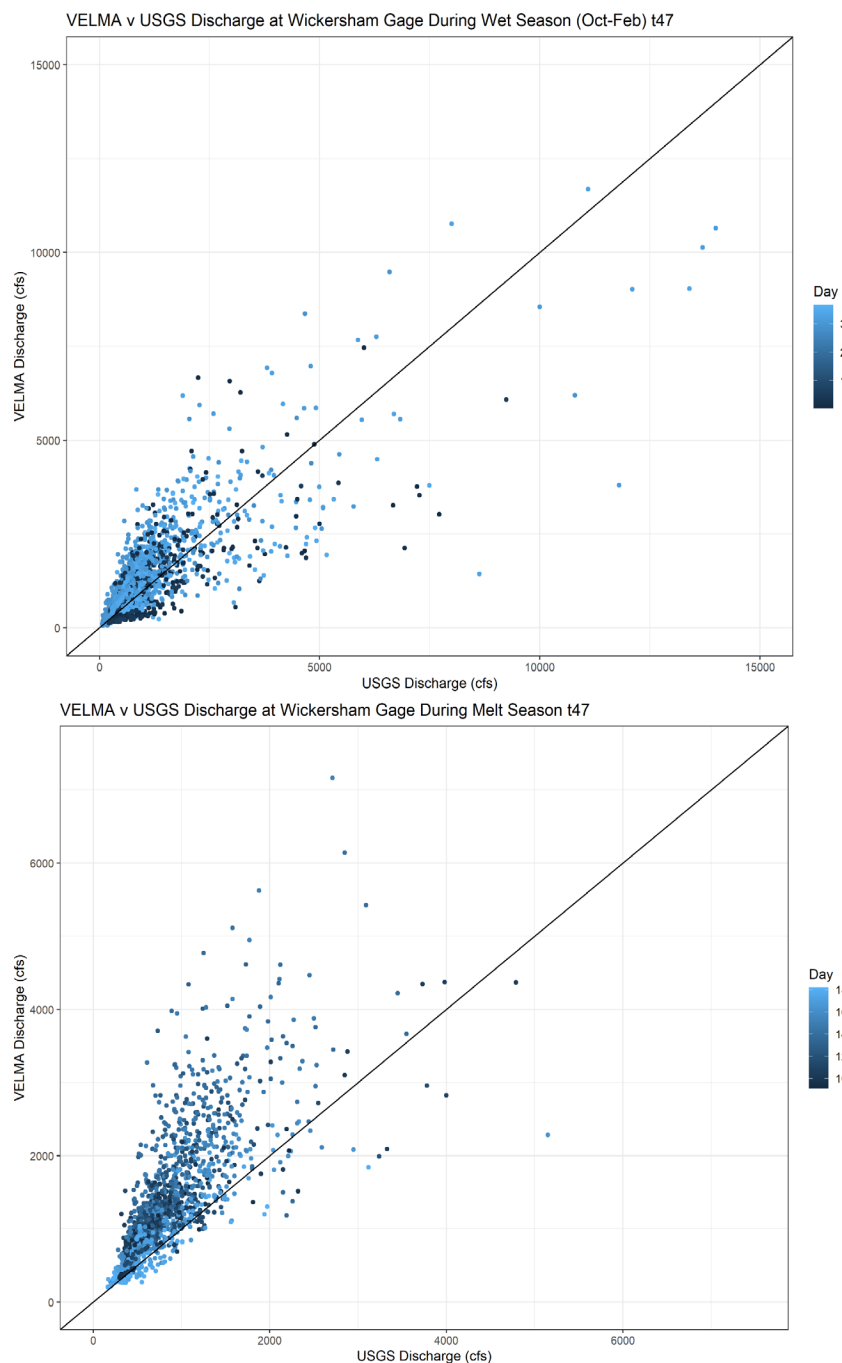 VELMA v USGS Discharge at Wickersham Gage During Wet Season (Oct-Feb) t47
15000
10000
5000
0
VELMA Discharge (cfs)
0 5000 10000 15000
USGS Discharge (cfs)
Day
VELMA v USGS Discharge at Wickersham Gage During Melt Season t47
6000
4000
2000
0
VELMA Discharge (cfs)
0 2000 4000 6000
USGS Discharge (cfs)
Day